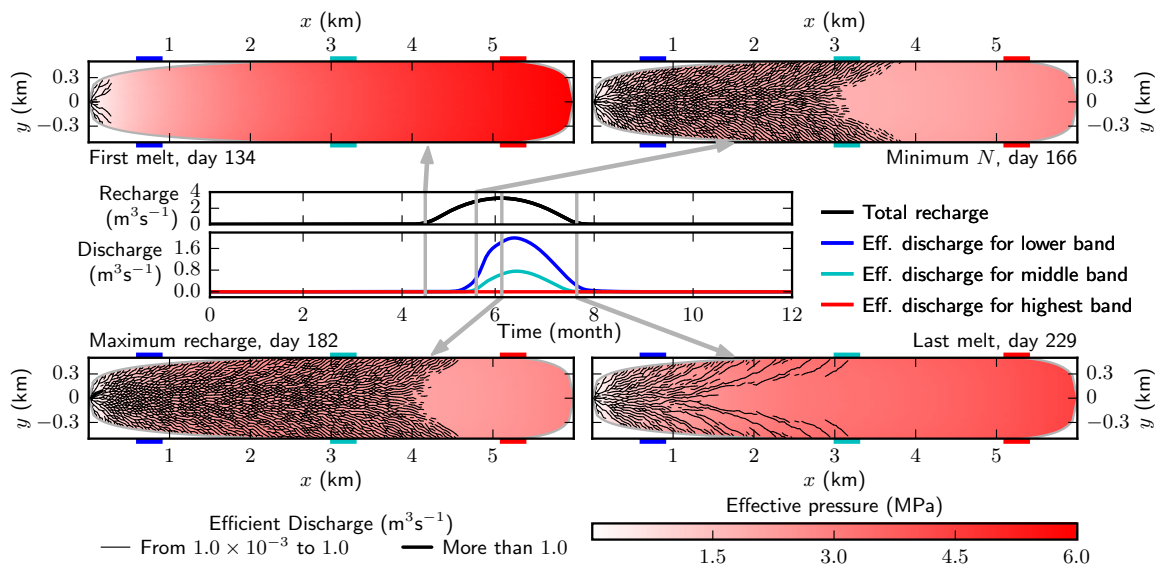 x (km)
x (km)
1 2 3 4 5
1 2 3 4 5
y (km)
0.3
0
−0.3
0.3
0
−0.3
y (km)
First melt, day 134
Minimum N, day 166
Recharge
(m³s⁻¹)
4
2
0
Discharge
(m³s⁻¹)
1.6
0.8
0.0
0 2 4 6 8 10 12
Time (month)
Total recharge
Eff. discharge for lower band
Eff. discharge for middle band
Eff. discharge for highest band
Maximum recharge, day 182
Last melt, day 229
y (km)
0.3
0
−0.3
0.3
0
−0.3
y (km)
1 2 3 4 5
1 2 3 4 5
x (km)
x (km)
Efficient Discharge (m³s⁻¹)
From 1.0 × 10⁻³ to 1.0
More than 1.0
Effective pressure (MPa)
1.5 3.0 4.5 6.0